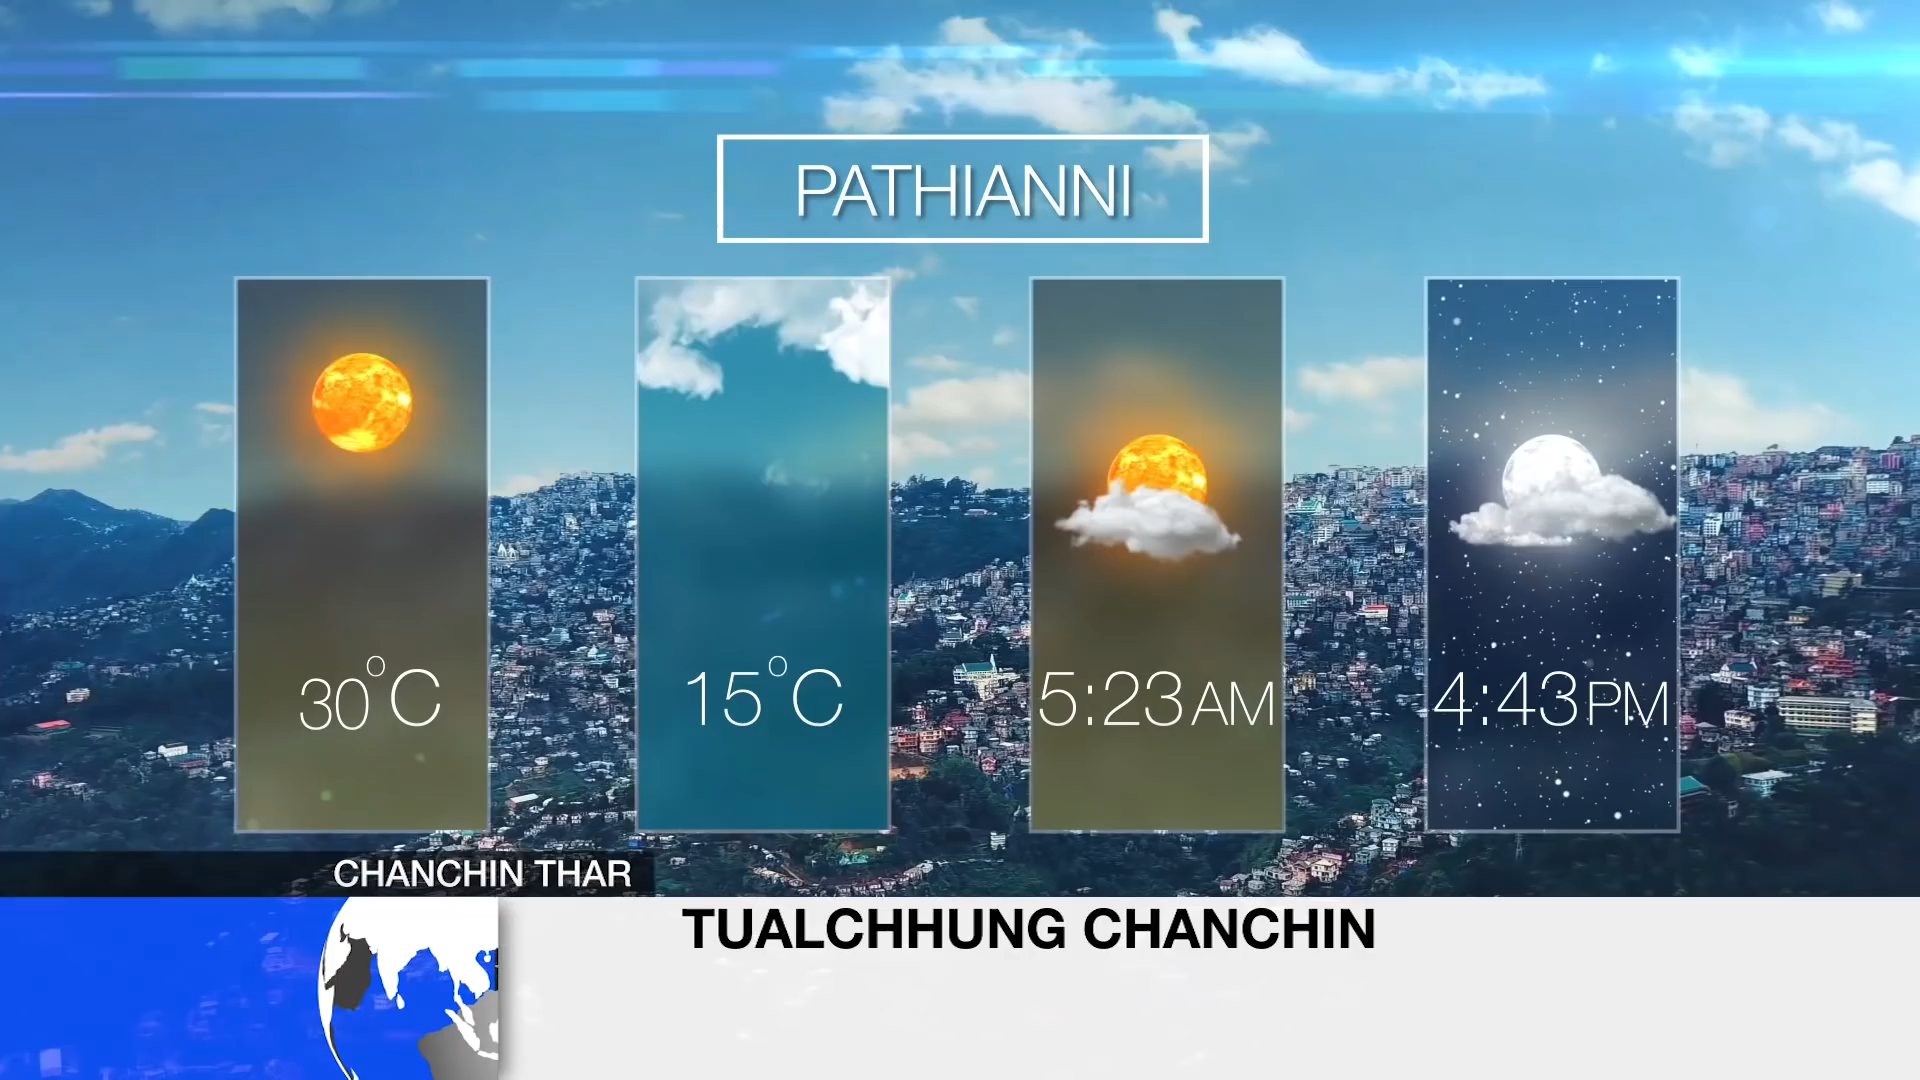 PATHIANNI
30°C
15°C
5:23AM
4:43PM
CHANCHIN THAR
TUALCHHUNG CHANCHIN